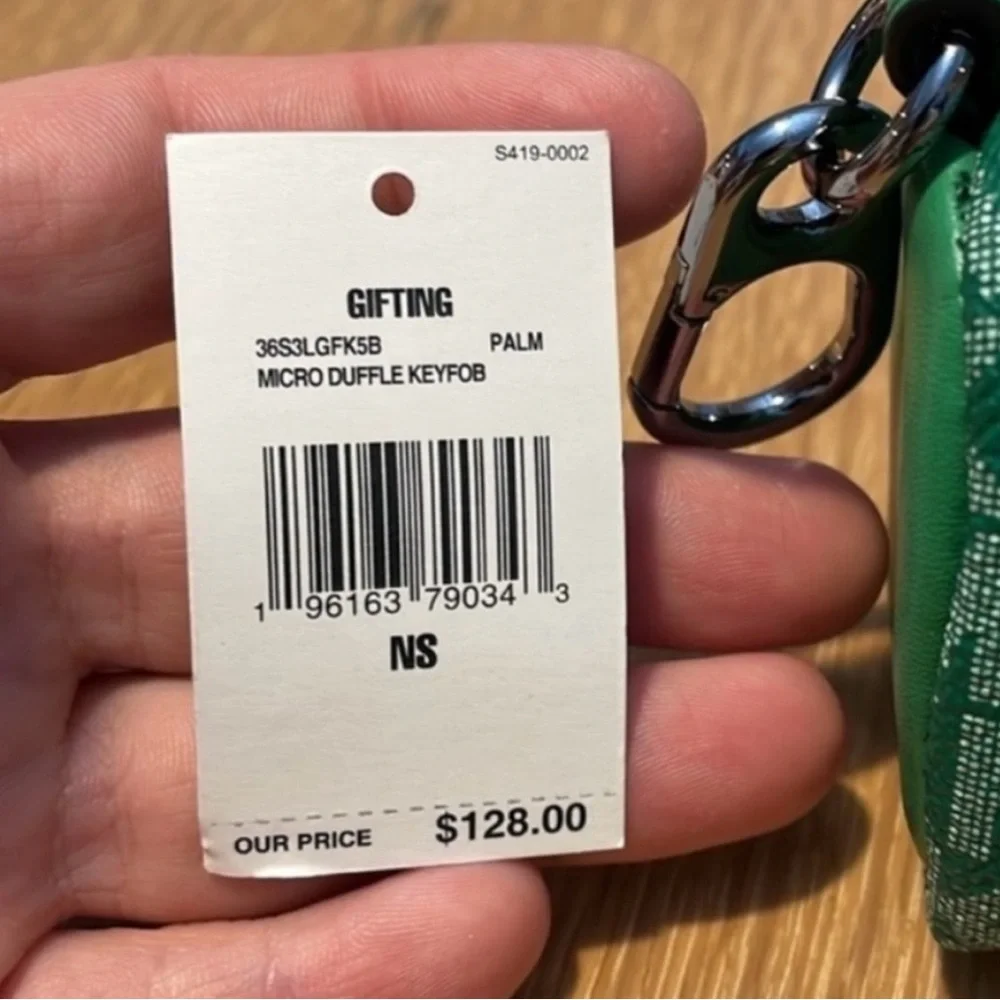 S419-0002
GIFTING
36S3LGFK5B PALM
MICRO DUFFLE KEYFOB
1 96163 79034 3
NS
OUR PRICE $128.00